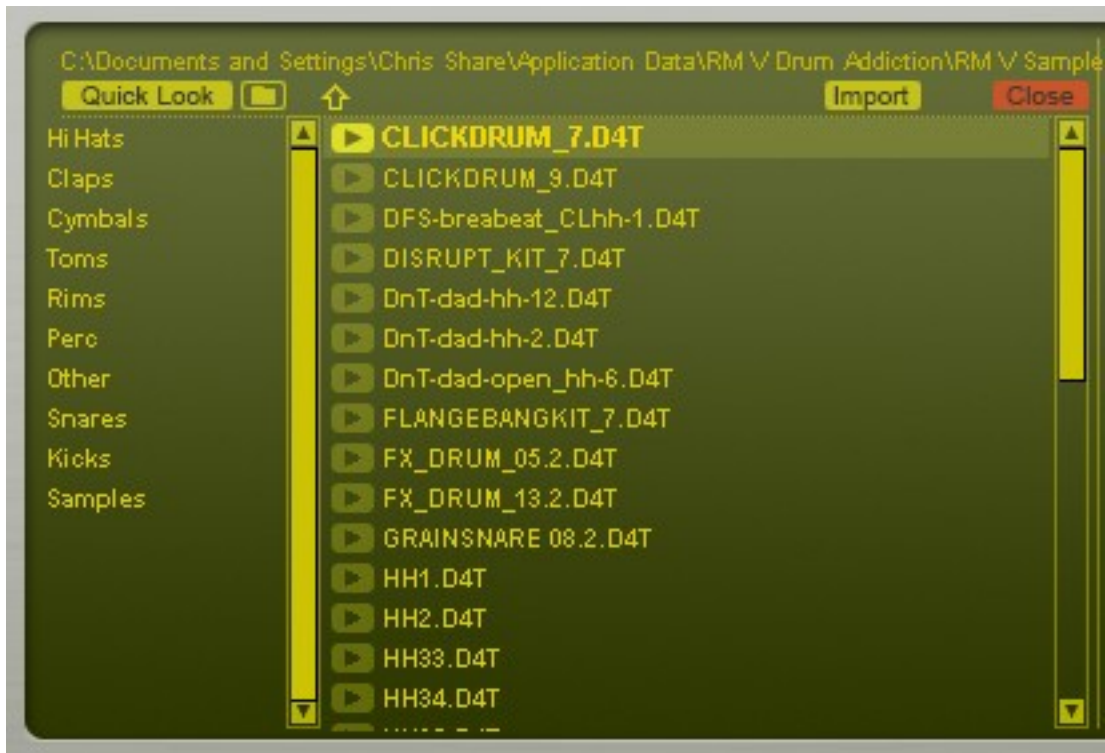 C:\Documents and Settings\Chris Share\Application Data\RM V Drum Addiction\RM V Sample
Quick Look
Import
Close
Hi Hats
Claps
Cymbals
Toms
Rims
Perc
Other
Snares
Kicks
Samples
CLICKDRUM_7.D4T
CLICKDRUM_9.D4T
DFS-breabeat_CLhh-1.D4T
DISRUPT_KIT_7.D4T
DnT-dad-hh-12.D4T
DnT-dad-hh-2.D4T
DnT-dad-open_hh-6.D4T
FLANGEBANGKIT_7.D4T
FX_DRUM_05.2.D4T
FX_DRUM_13.2.D4T
GRAINSNARE 08.2.D4T
HH1.D4T
HH2.D4T
HH33.D4T
HH34.D4T